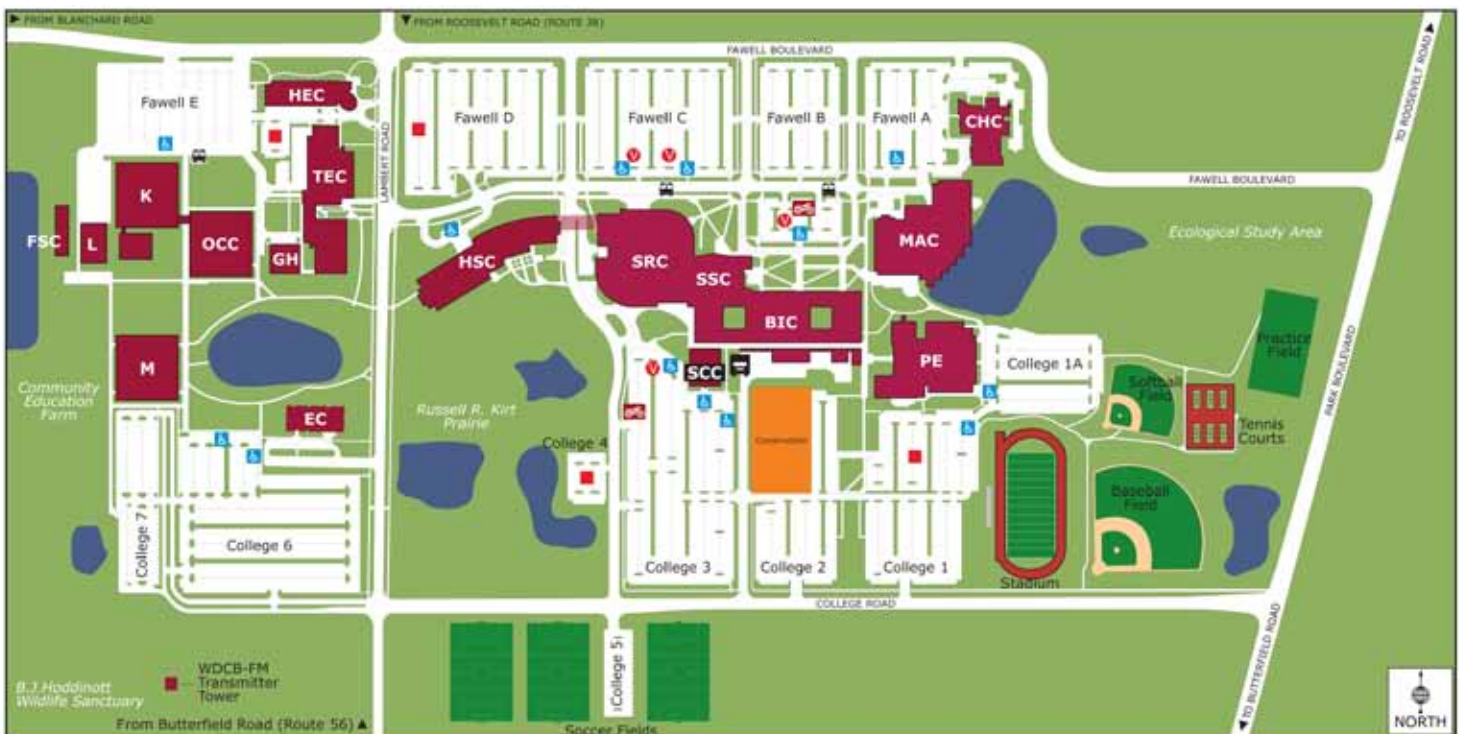 FROM BLANCHARD ROAD
FROM ROOSEVELT ROAD (ROUTE 38)
FAWELL BOULEVARD
TO ROOSEVELT ROAD
Fawell E
HEC
Fawell D
Fawell C
Fawell B
Fawell A
CHC
TEC
LAMBERT ROAD
K
FAWELL BOULEVARD
FSC
L
OCC
GH
HSC
SRC
SSC
MAC
Ecological Study Area
BIC
M
SCC
PE
College 1A
Practice
Field
PARK BOULEVARD
Community
Education
Farm
EC
Russell R. Kirt
Prairie
Softball
Field
Tennis
Courts
College 4
Construction
Baseball
Field
College 7
College 6
College 3
College 2
College 1
Stadium
COLLEGE ROAD
College 5
WDCB-FM
Transmitter
Tower
B.J.Hoddinott
Wildlife Sanctuary
From Butterfield Road (Route 56)
Soccer Fields
TO BUTTERFIELD ROAD
NORTH
V
V
V
V